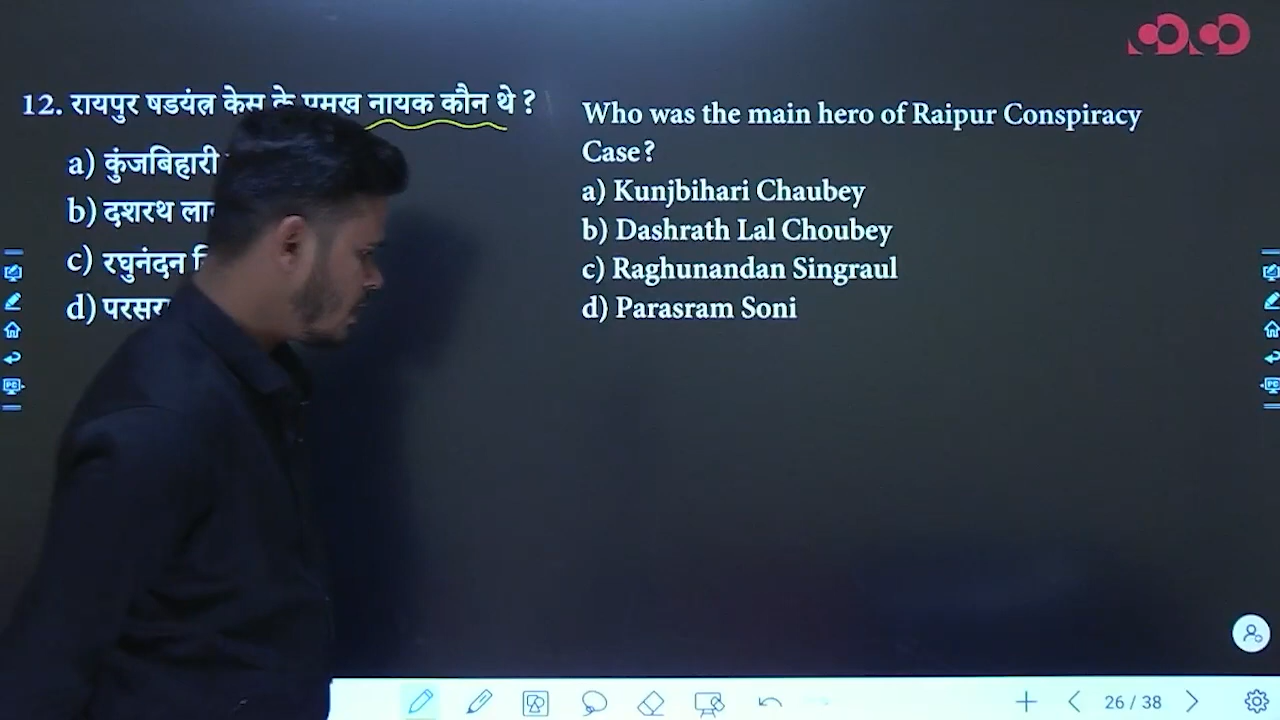 12. रायपुर षडयंत्र केस के प्रमुख नायक कौन थे ?
a) कुंजबिहारी
b) दशरथ
c) रघुनंदन
d)
Who was the main hero of Raipur Conspiracy
Case?
a) Kunjbihari Chaubey
b) Dashrath Lal Choubey
c) Raghunandan Singraul
d) Parasram Soni
26 / 38